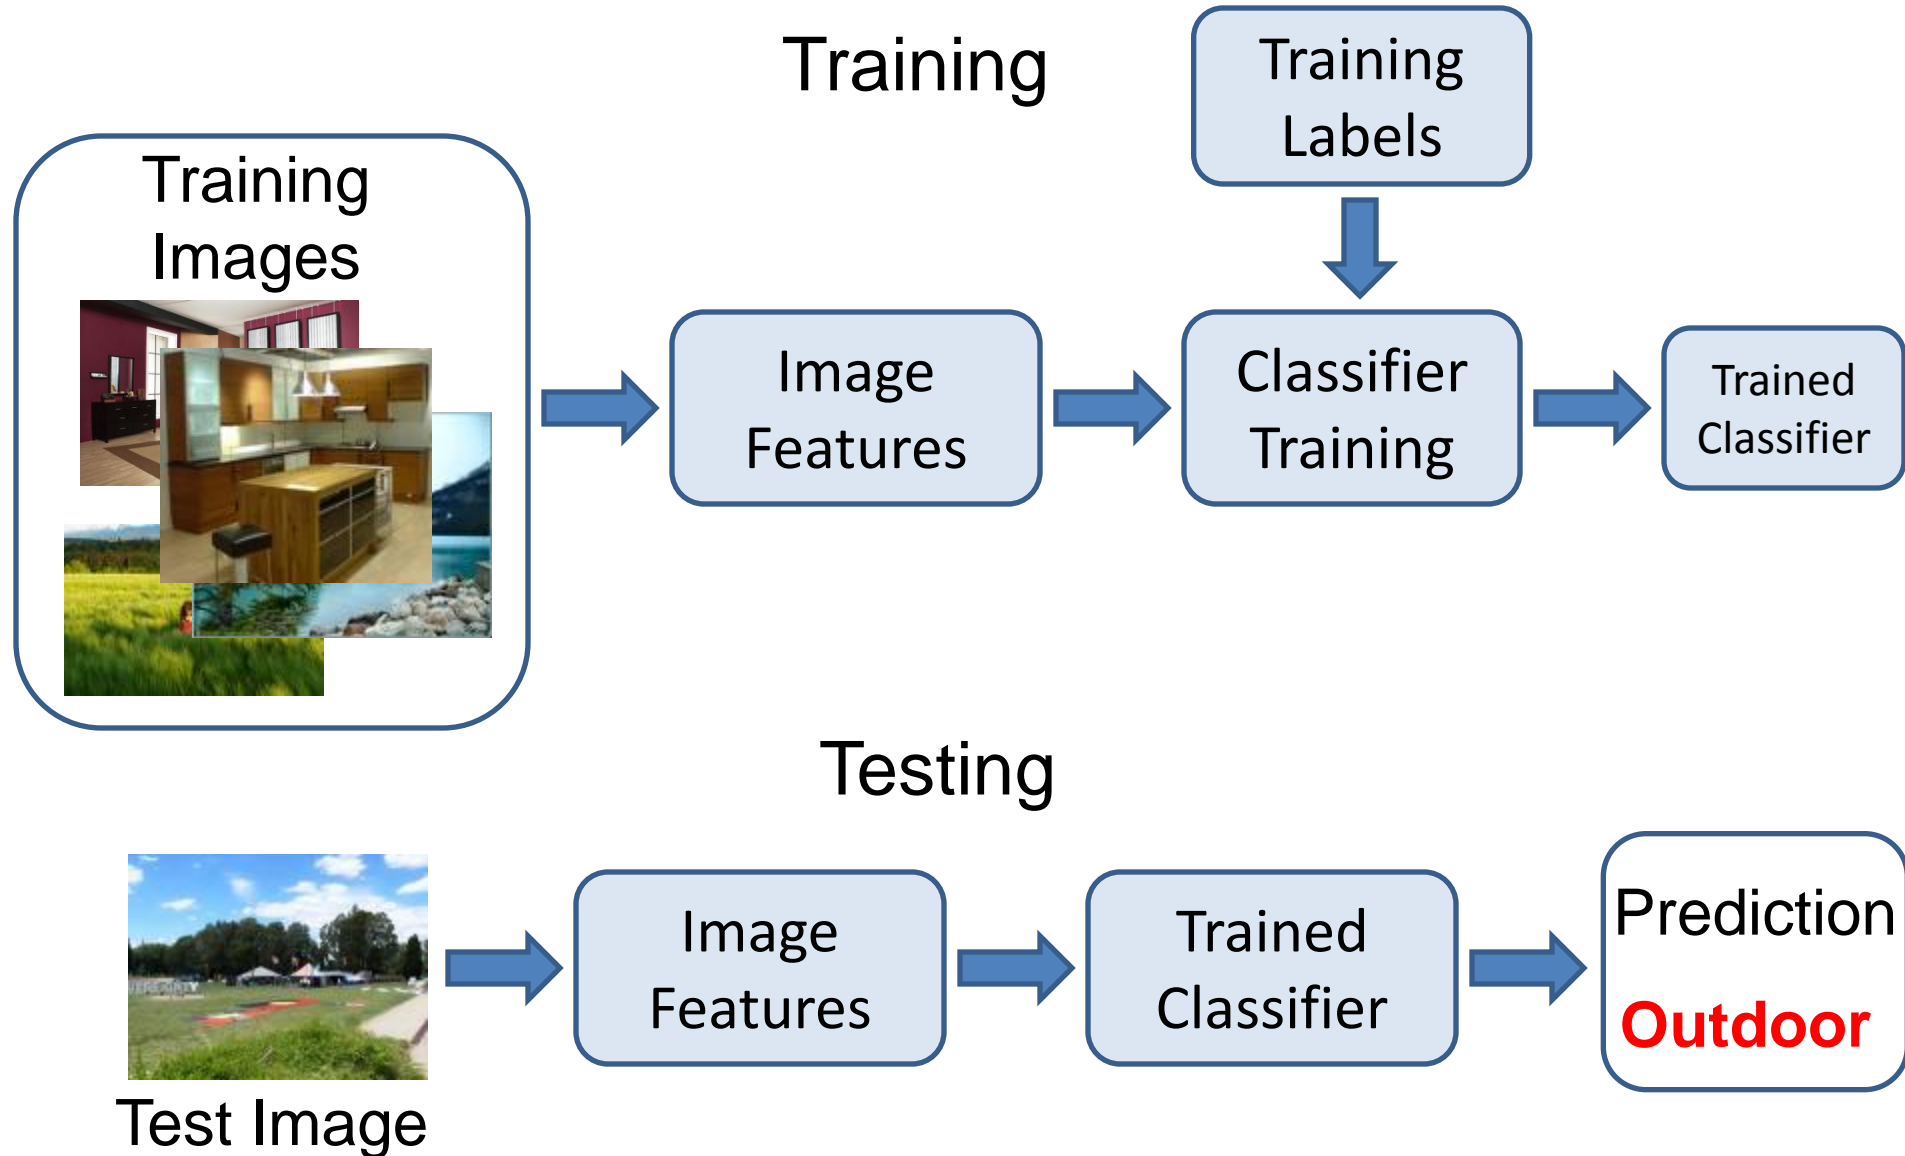 Training
Training
Labels
Training
Images
Image
Features
Classifier
Training
Trained
Classifier
Testing
Image
Features
Trained
Classifier
Prediction
Outdoor
Test Image